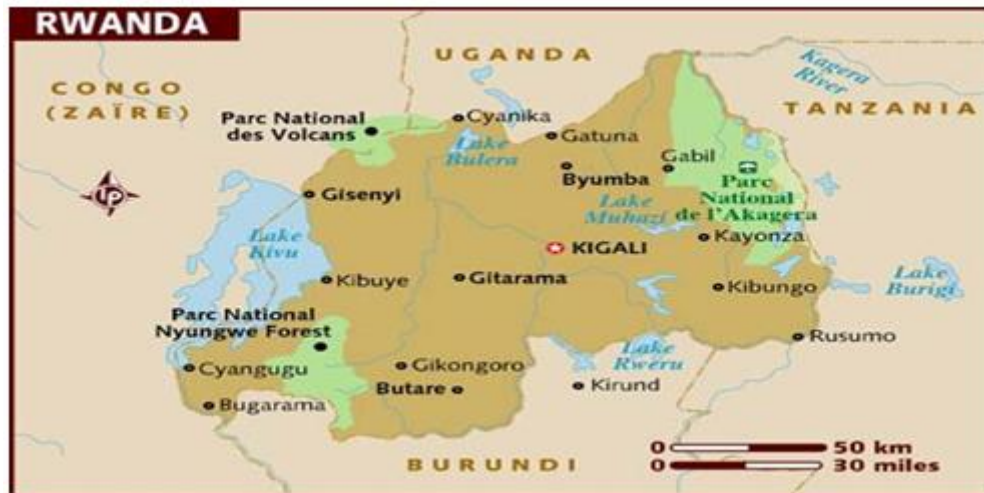 RWANDA
UGANDA
CONGO
(ZAÏRE)
Kagera
River
TANZANIA
Parc National
des Volcans
Cyanika
Lake
Bulera
Gatuna
Gabil
Byumba
Parc
National
de l'Akagera
Gisenyi
Lake
Muhazi
Lake
Kivu
Kayonza
KIGALI
Kibuye
Gitarama
Kibungo
Lake
Burigi
Parc National
Nyungwe Forest
Rusumo
Lake
Rweru
Cyangugu
Gikongoro
Butare
Kirund
Bugarama
BURUNDI
0 50 km
0 30 miles
LP